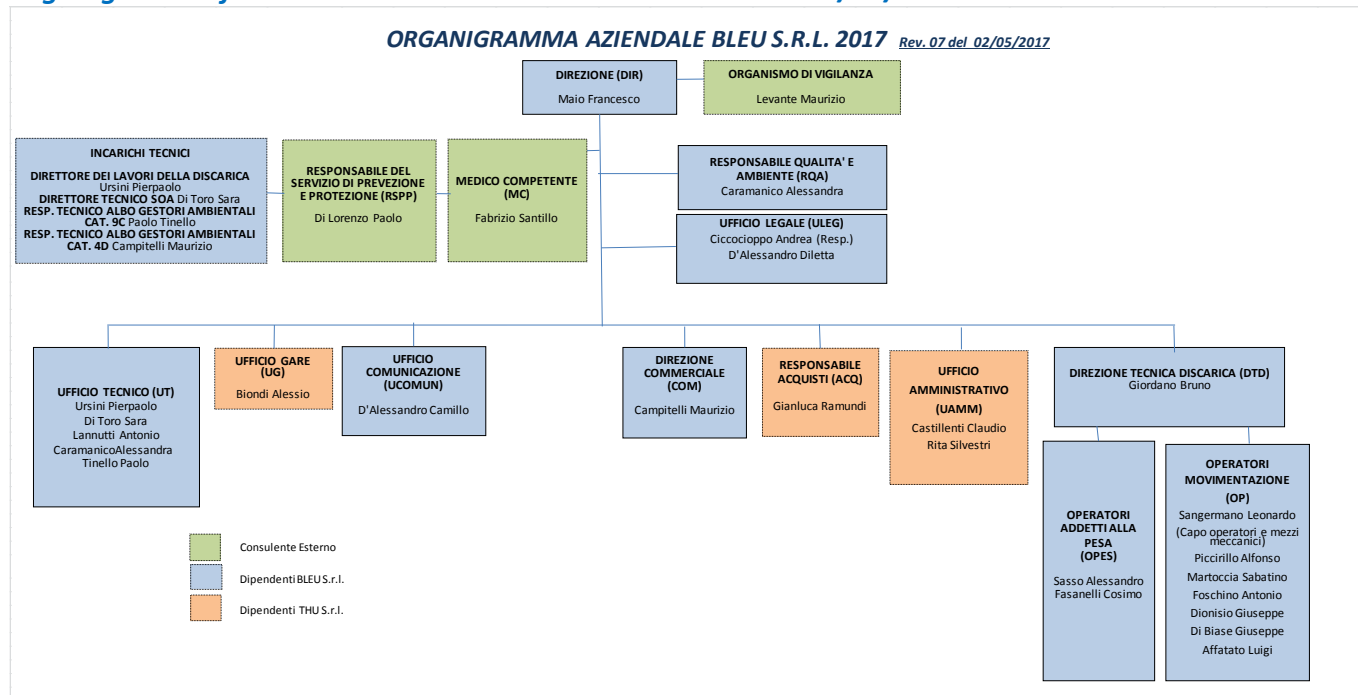 ORGANIGRAMMA AZIENDALE BLEU S.R.L. 2017 Rev. 07 del 02/05/2017
DIREZIONE (DIR)
Maio Francesco
ORGANISMO DI VIGILANZA
Levante Maurizio
INCARICHI TECNICI
DIRETTORE DEI LAVORI DELLA DISCARICA
Ursini Pierpaolo
DIRETTORE TECNICO SOA Di Toro Sara
RESP. TECNICO ALBO GESTORI AMBIENTALI
CAT. 9C Paolo Tinello
RESP. TECNICO ALBO GESTORI AMBIENTALI
CAT. 4D Campitelli Maurizio
RESPONSABILE DEL
SERVIZIO DI PREVEZIONE
E PROTEZIONE (RSPP)
Di Lorenzo Paolo
MEDICO COMPETENTE
(MC)
Fabrizio Santillo
RESPONSABILE QUALITA' E
AMBIENTE (RQA)
Caramanico Alessandra
UFFICIO LEGALE (ULEG)
Ciccocioppo Andrea (Resp.)
D'Alessandro Diletta
UFFICIO TECNICO (UT)
Ursini Pierpaolo
Di Toro Sara
Lannutti Antonio
CaramanicoAlessandra
Tinello Paolo
UFFICIO GARE
(UG)
Biondi Alessio
UFFICIO
COMUNICAZIONE
(UCOMUN)
D'Alessandro Camillo
DIREZIONE
COMMERCIALE (COM)
Campitelli Maurizio
RESPONSABILE
ACQUISTI (ACQ)
Gianluca Ramundi
UFFICIO
AMMINISTRATIVO
(UAMM)
Castillenti Claudio
Rita Silvestri
DIREZIONE TECNICA DISCARICA (DTD)
Giordano Bruno
OPERATORI
ADDETTI ALLA
PESA
(OPES)
Sasso Alessandro
Fasanelli Cosimo
OPERATORI
MOVIMENTAZIONE
(OP)
Sangermano Leonardo
(Capo operatori e mezzi
meccanici)
Piccirillo Alfonso
Martoccia Sabatino
Foschino Antonio
Dionisio Giuseppe
Di Biase Giuseppe
Affatato Luigi
Consulente Esterno
Dipendenti BLEU S.r.l.
Dipendenti THU S.r.l.